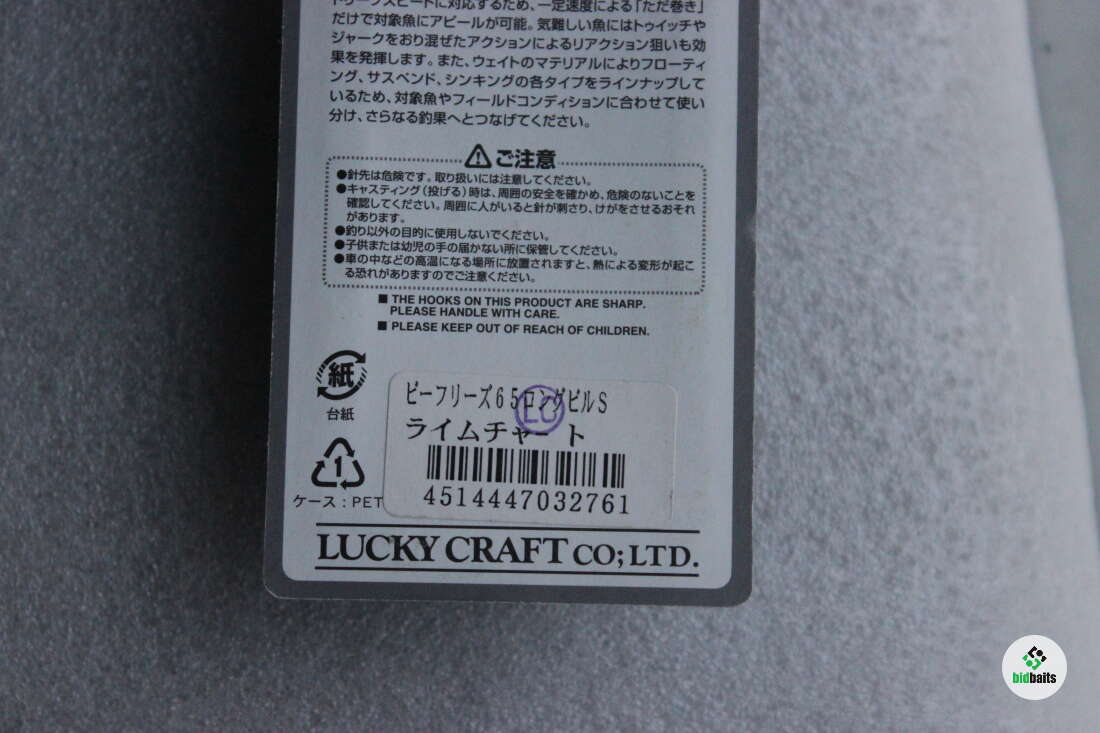 トリープスピードに対応するため、一定速度による「ただ巻き」
だけで対象魚にアピールが可能。気難しい魚にはトゥイッチや
ジャークをおり混ぜたアクションによるリアクション狙いも効
果を発揮します。また、ウェイトのマテリアルによりフローティ
ング、サスペンド、シンキングの各タイプをラインナップして
いるため、対象魚やフィールドコンディションに合わせて使い
分け、さらなる釣果へとつなげてください。
ご注意
●針先は危険です。取り扱いには注意してください。
●キャスティング(投げる)時は、周囲の安全を確かめ、危険のないことを
確認してください。周囲に人がいると針が刺さり、けがをさせるおそれ
があります。
●釣り以外の目的に使用しないでください。
●子供または幼児の手の届かない所に保管してください。
●車の中などの高温になる場所に放置されますと、熱による変形が起こ
る恐れがありますのでご注意ください。
■ THE HOOKS ON THIS PRODUCT ARE SHARP.
PLEASE HANDLE WITH CARE.
■ PLEASE KEEP OUT OF REACH OF CHILDREN.
紙
台紙
1
ケース:PET
ビーフリーズ65ロングビルS
LC
ライムチャート
4514447032761
LUCKY CRAFT CO;LTD.
bidbaits